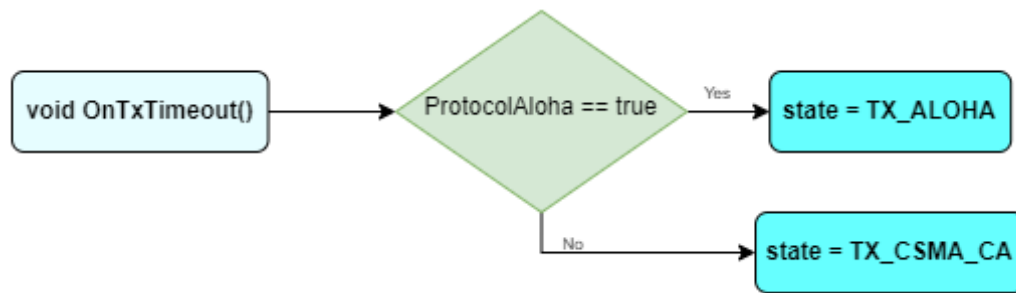 void OnTxTimeout()
ProtocolAloha == true
Yes
state = TX_ALOHA
No
state = TX_CSMA_CA